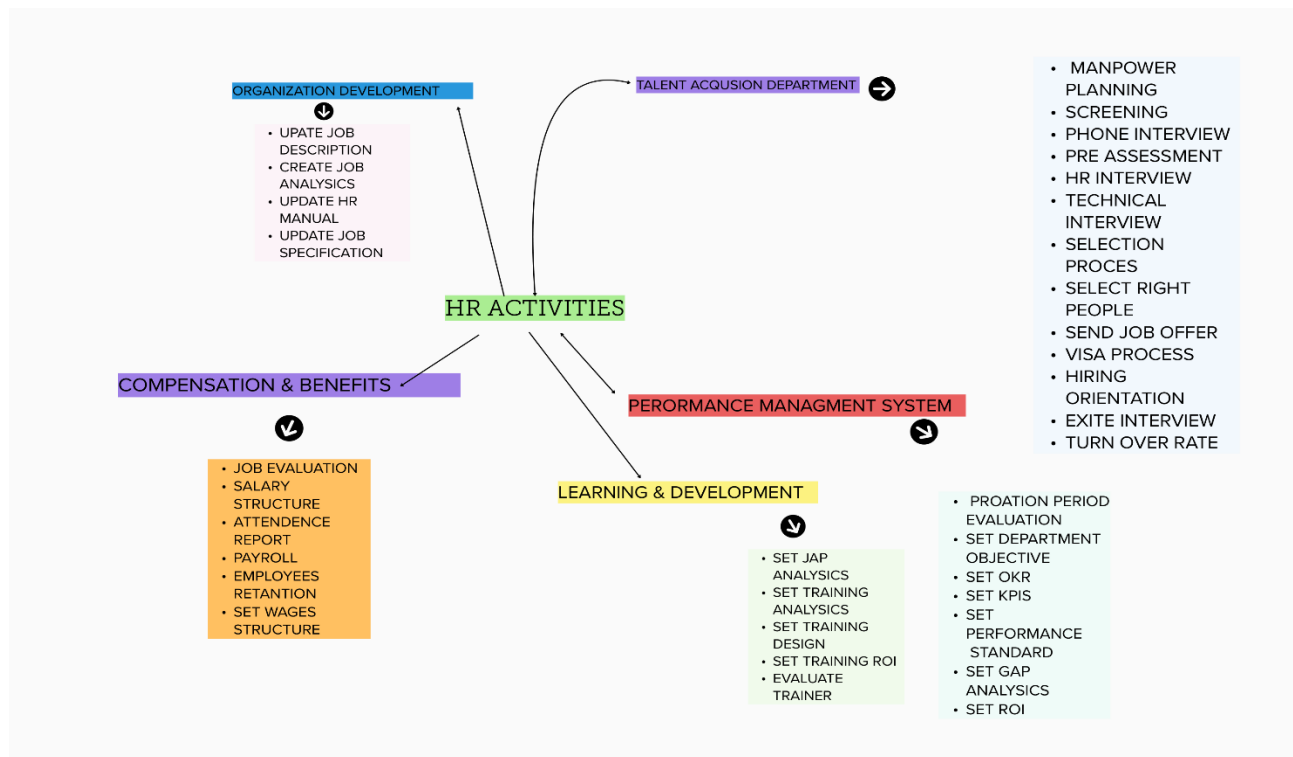 ORGANIZATION DEVELOPMENT
• UPATE JOB
DESCRIPTION
• CREATE JOB
ANALYSICS
• UPDATE HR
MANUAL
• UPDATE JOB
SPECIFICATION
TALENT ACQUSION DEPARTMENT
• MANPOWER
PLANNING
• SCREENING
• PHONE INTERVIEW
• PRE ASSESSMENT
• HR INTERVIEW
• TECHNICAL
INTERVIEW
• SELECTION
PROCES
• SELECT RIGHT
PEOPLE
• SEND JOB OFFER
• VISA PROCESS
• HIRING
ORIENTATION
• EXITE INTERVIEW
• TURN OVER RATE
HR ACTIVITIES
COMPENSATION & BENEFITS
• JOB EVALUATION
• SALARY
STRUCTURE
• ATTENDENCE
REPORT
• PAYROLL
• EMPLOYEES
RETANTION
• SET WAGES
STRUCTURE
PERORMANCE MANAGMENT SYSTEM
• PROATION PERIOD
EVALUATION
• SET DEPARTMENT
OBJECTIVE
• SET OKR
• SET KPIS
• SET
PERFORMANCE
STANDARD
• SET GAP
ANALYSICS
• SET ROI
LEARNING & DEVELOPMENT
• SET JAP
ANALYSICS
• SET TRAINING
ANALYSICS
• SET TRAINING
DESIGN
• SET TRAINING ROI
• EVALUATE
TRAINER